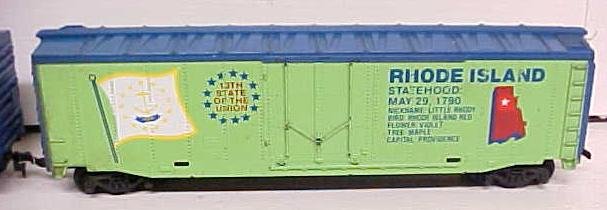 13TH
STATE
OF THE
UNION
RHODE ISLAND
STATEHOOD:
MAY 29, 1790
NICKNAME: LITTLE RHODY
BIRD: RHODE ISLAND RED
FLOWER: VIOLET
TREE: MAPLE
CAPITAL: PROVIDENCE